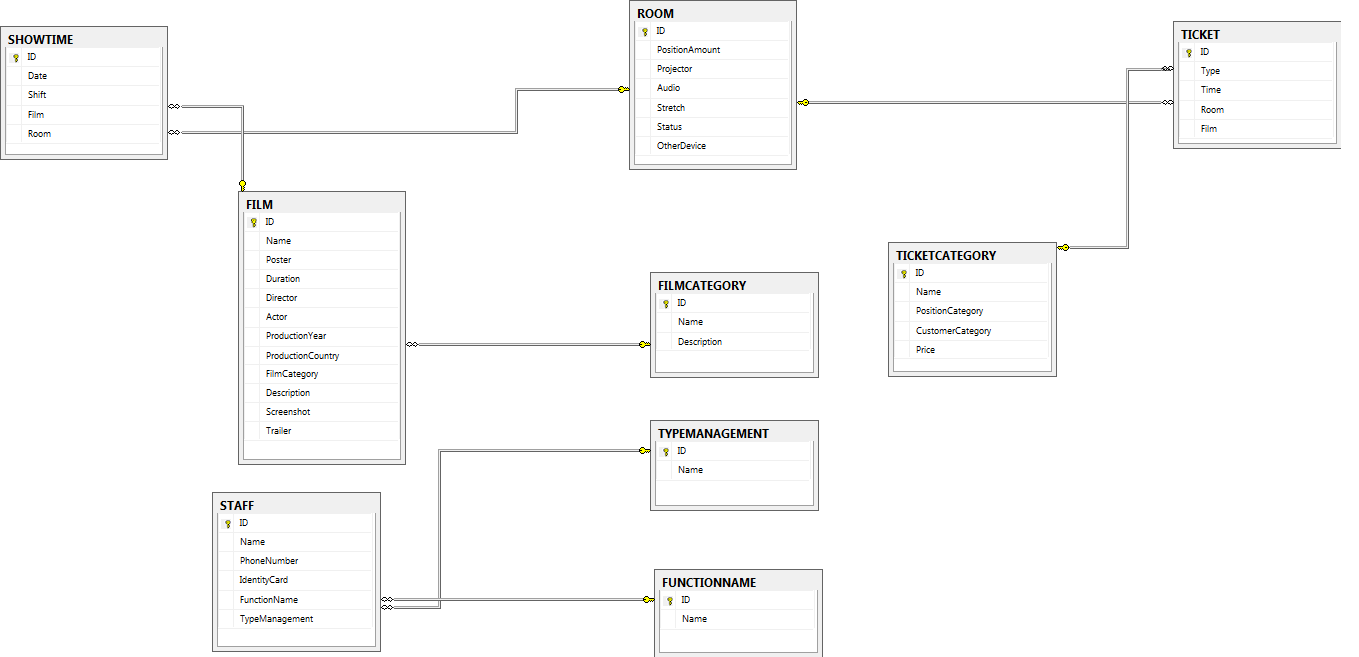 SHOWTIME
ID
Date
Shift
Film
Room
ROOM
ID
PositionAmount
Projector
Audio
Stretch
Status
OtherDevice
TICKET
ID
Type
Time
Room
Film
FILM
ID
Name
Poster
Duration
Director
Actor
ProductionYear
ProductionCountry
FilmCategory
Description
Screenshot
Trailer
FILMCATEGORY
ID
Name
Description
TICKETCATEGORY
ID
Name
PositionCategory
CustomerCategory
Price
TYPEMANAGEMENT
ID
Name
STAFF
ID
Name
PhoneNumber
IdentityCard
FunctionName
TypeManagement
FUNCTIONNAME
ID
Name